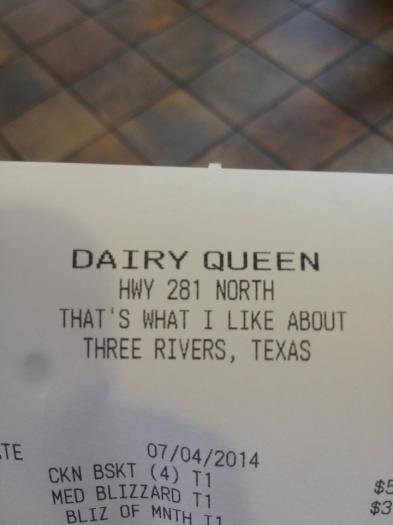 DAIRY QUEEN
HWY 281 NORTH
THAT'S WHAT I LIKE ABOUT
THREE RIVERS, TEXAS
TE 07/04/2014
CKN BSKT (4) T1 $5
MED BLIZZARD T1 $3
BLIZ OF MNTH T1